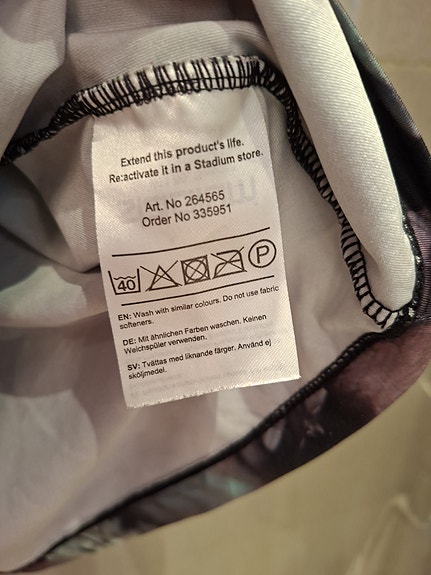 Extend this product's life.
Re:activate it in a Stadium store.
Art. No 264565
Order No 335951
40 P
EN: Wash with similar colours. Do not use fabric
softeners.
DE: Mit ähnlichen Farben waschen. Keinen
Weichspüler verwenden.
SV: Tvättas med liknande färger. Använd ej
sköljmedel.